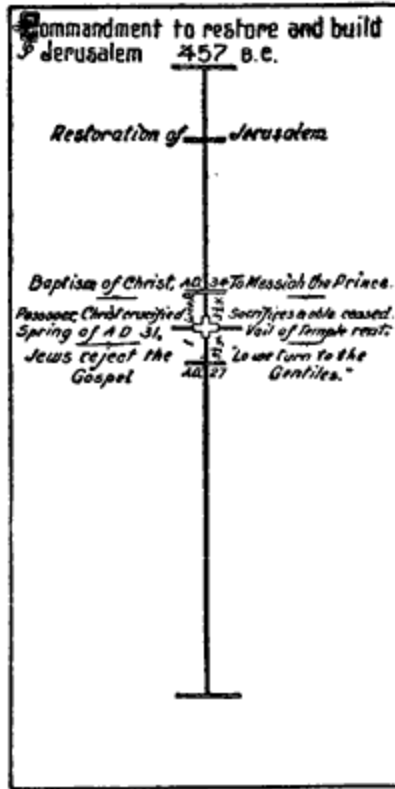 Commandment to restore and build
Jerusalem 457 B.C.
Restoration of Jerusalem
Baptism of Christ, A.D. 34 To Messiah the Prince.
Passover, Christ crucified Sacrifices ceased.
Spring of A D 31, Vail of Temple rent.
Jews reject the "Lo we turn to the
Gospel A.D. 27 Gentiles."